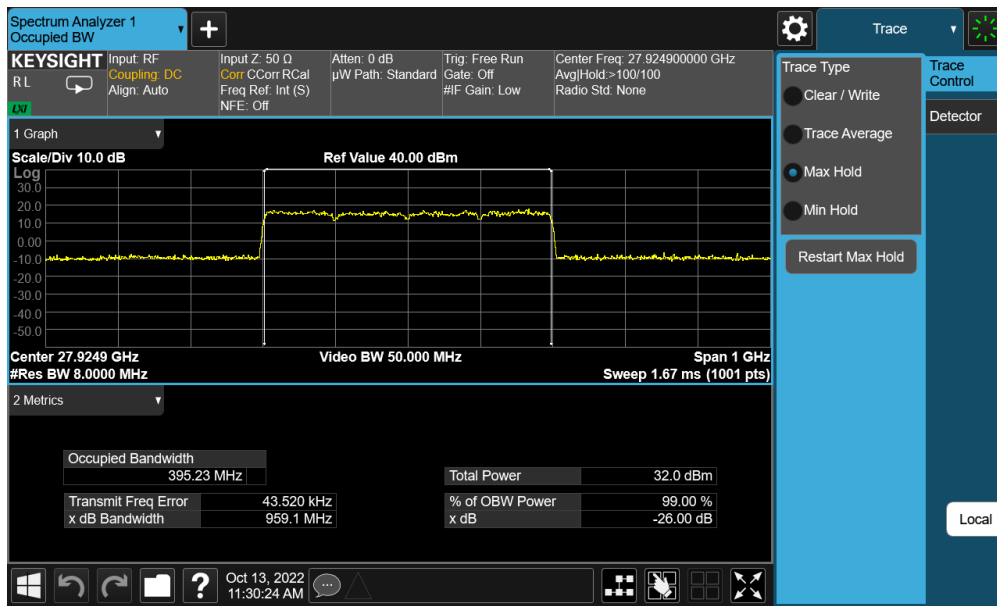 Spectrum Analyzer 1
Occupied BW
+
Trace
KEYSIGHT
R L
LXI
Input: RF
Coupling: DC
Align: Auto
Input Z: 50 Ω
Corr CCorr RCal
Freq Ref: Int (S)
NFE: Off
Atten: 0 dB
µW Path: Standard
Trig: Free Run
Gate: Off
#IF Gain: Low
Center Freq: 27.924900000 GHz
Avg|Hold:>100/100
Radio Std: None
1 Graph
Scale/Div 10.0 dB
Ref Value 40.00 dBm
Log
30.0
20.0
10.0
0.00
-10.0
-20.0
-30.0
-40.0
-50.0
Center 27.9249 GHz
Video BW 50.000 MHz
Span 1 GHz
#Res BW 8.0000 MHz
Sweep 1.67 ms (1001 pts)
2 Metrics
Occupied Bandwidth
395.23 MHz
Total Power 32.0 dBm
Transmit Freq Error 43.520 kHz
% of OBW Power 99.00 %
x dB Bandwidth 959.1 MHz
x dB -26.00 dB
?
Oct 13, 2022
11:30:24 AM
Trace Type
Clear / Write
Trace Average
Max Hold
Min Hold
Restart Max Hold
Trace
Control
Detector
Local